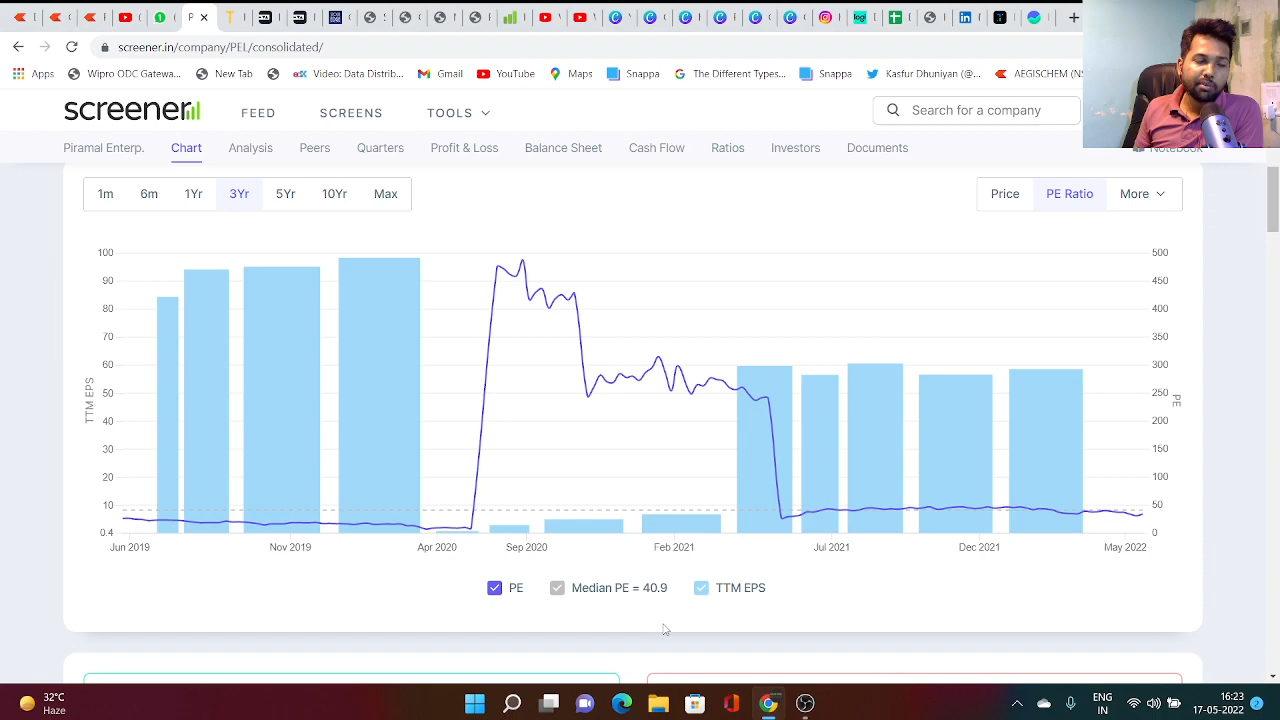 P
T
logi
screener.in/company/PEL/consolidated/
Apps
Wipro ODC Gatewa...
New Tab
Video: Data Distrib...
Gmail
YouTube
Maps
Snappa
The Different Types...
Snappa
Kasfur Dhuniyan (@...
AEGISCHEM (NS
screener
FEED
SCREENS
TOOLS
Search for a company
Piramal Enterp.
Chart
Analysis
Peers
Quarters
Profit & Loss
Balance Sheet
Cash Flow
Ratios
Investors
Documents
Notebook
1m
6m
1Yr
3Yr
5Yr
10Yr
Max
Price
PE Ratio
More
100
90
80
70
60
50
40
30
20
10
0.4
TTM EPS
500
450
400
350
300
250
200
150
100
50
0
PE
Jun 2019
Nov 2019
Apr 2020
Sep 2020
Feb 2021
Jul 2021
Dec 2021
May 2022
PE
Median PE = 40.9
TTM EPS
32°C
Haze
ENG
IN
16:23
17-05-2022
2